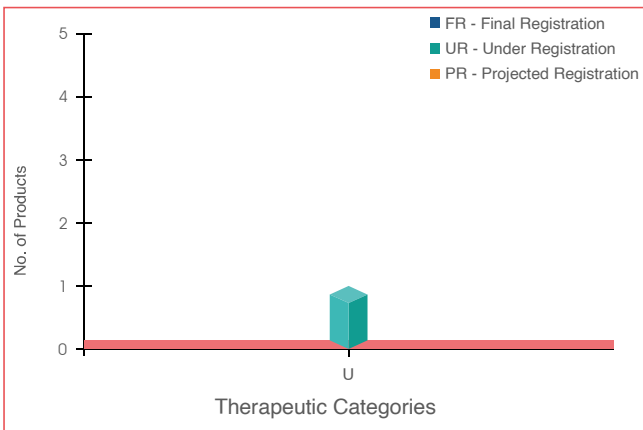 FR - Final Registration
UR - Under Registration
PR - Projected Registration
No. of Products
5
4
3
2
1
0
U
Therapeutic Categories